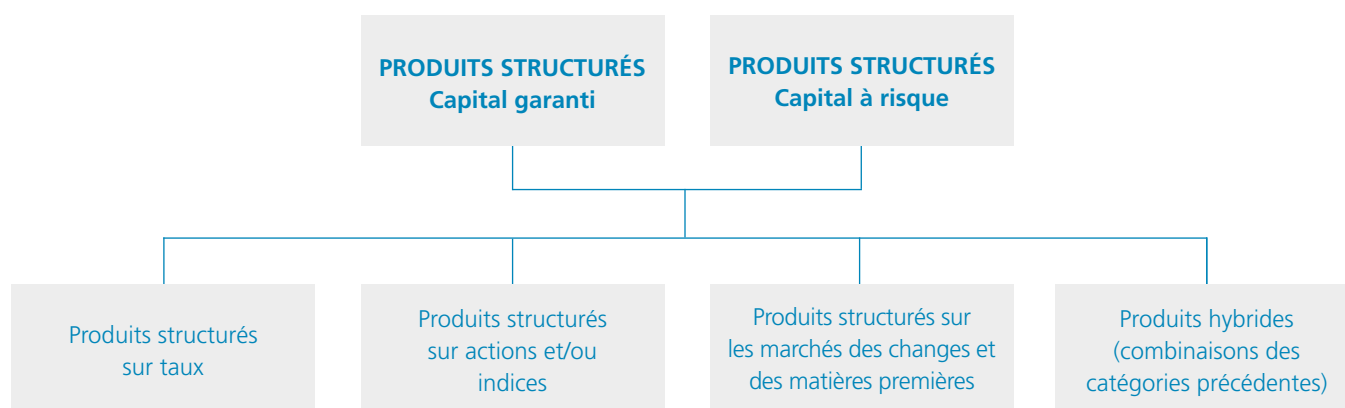 PRODUITS STRUCTURÉS
Capital garanti
PRODUITS STRUCTURÉS
Capital à risque
Produits structurés
sur taux
Produits structurés
sur actions et/ou
indices
Produits structurés sur
les marchés des changes et
des matières premières
Produits hybrides
(combinaisons des
catégories précédentes)